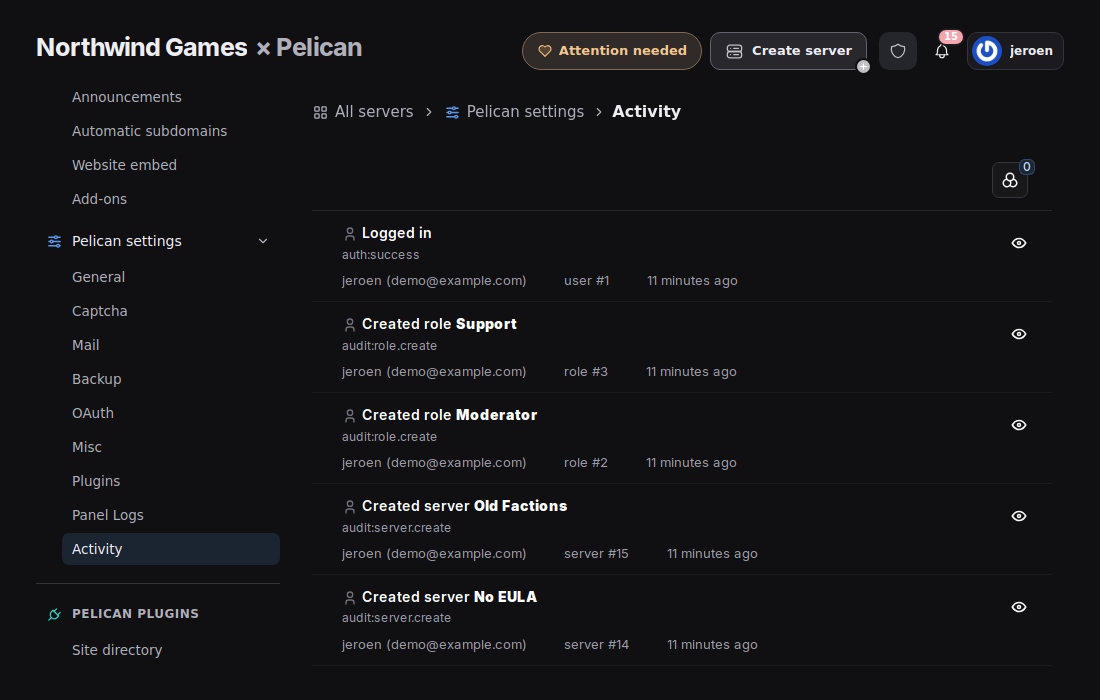 Northwind Games × Pelican
Attention needed
Create server
15
jeroen
Announcements
Automatic subdomains
Website embed
Add-ons
Pelican settings
General
Captcha
Mail
Backup
OAuth
Misc
Plugins
Panel Logs
Activity
PELICAN PLUGINS
Site directory
All servers > Pelican settings > Activity
0
Logged in
auth:success
jeroen (demo@example.com) user #1 11 minutes ago
Created role Support
audit:role.create
jeroen (demo@example.com) role #3 11 minutes ago
Created role Moderator
audit:role.create
jeroen (demo@example.com) role #2 11 minutes ago
Created server Old Factions
audit:server.create
jeroen (demo@example.com) server #15 11 minutes ago
Created server No EULA
audit:server.create
jeroen (demo@example.com) server #14 11 minutes ago